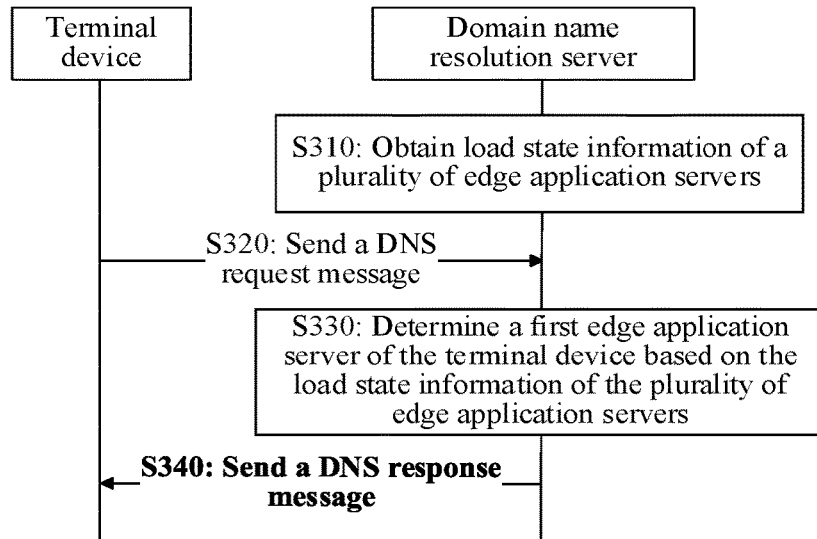 Terminal
device
Domain name
resolution server
S310: Obtain load state information of a
plurality of edge application servers
S320: Send a DNS
request message
S330: Determine a first edge application
server of the terminal device based on the
load state information of the plurality of
edge application servers
S340: Send a DNS response
message